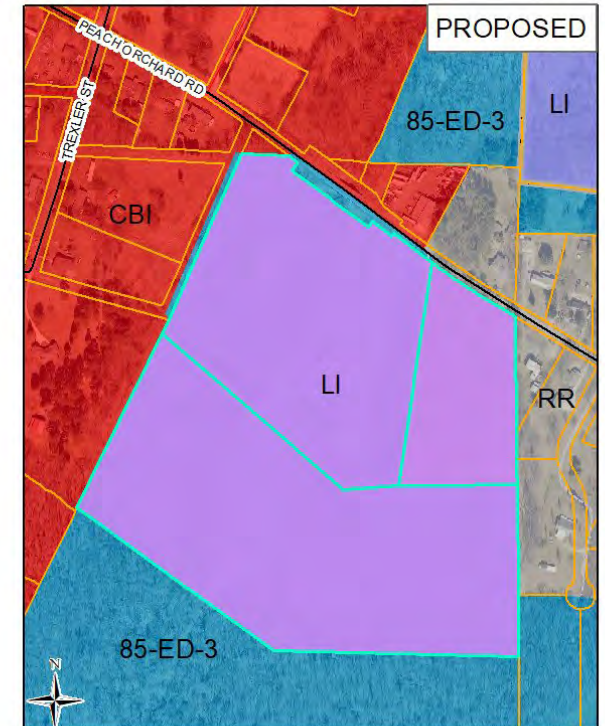 PROPOSED
PEACH ORCHARD RD
TREXLER ST
85-ED-3
LI
CBI
LI
RR
85-ED-3
N